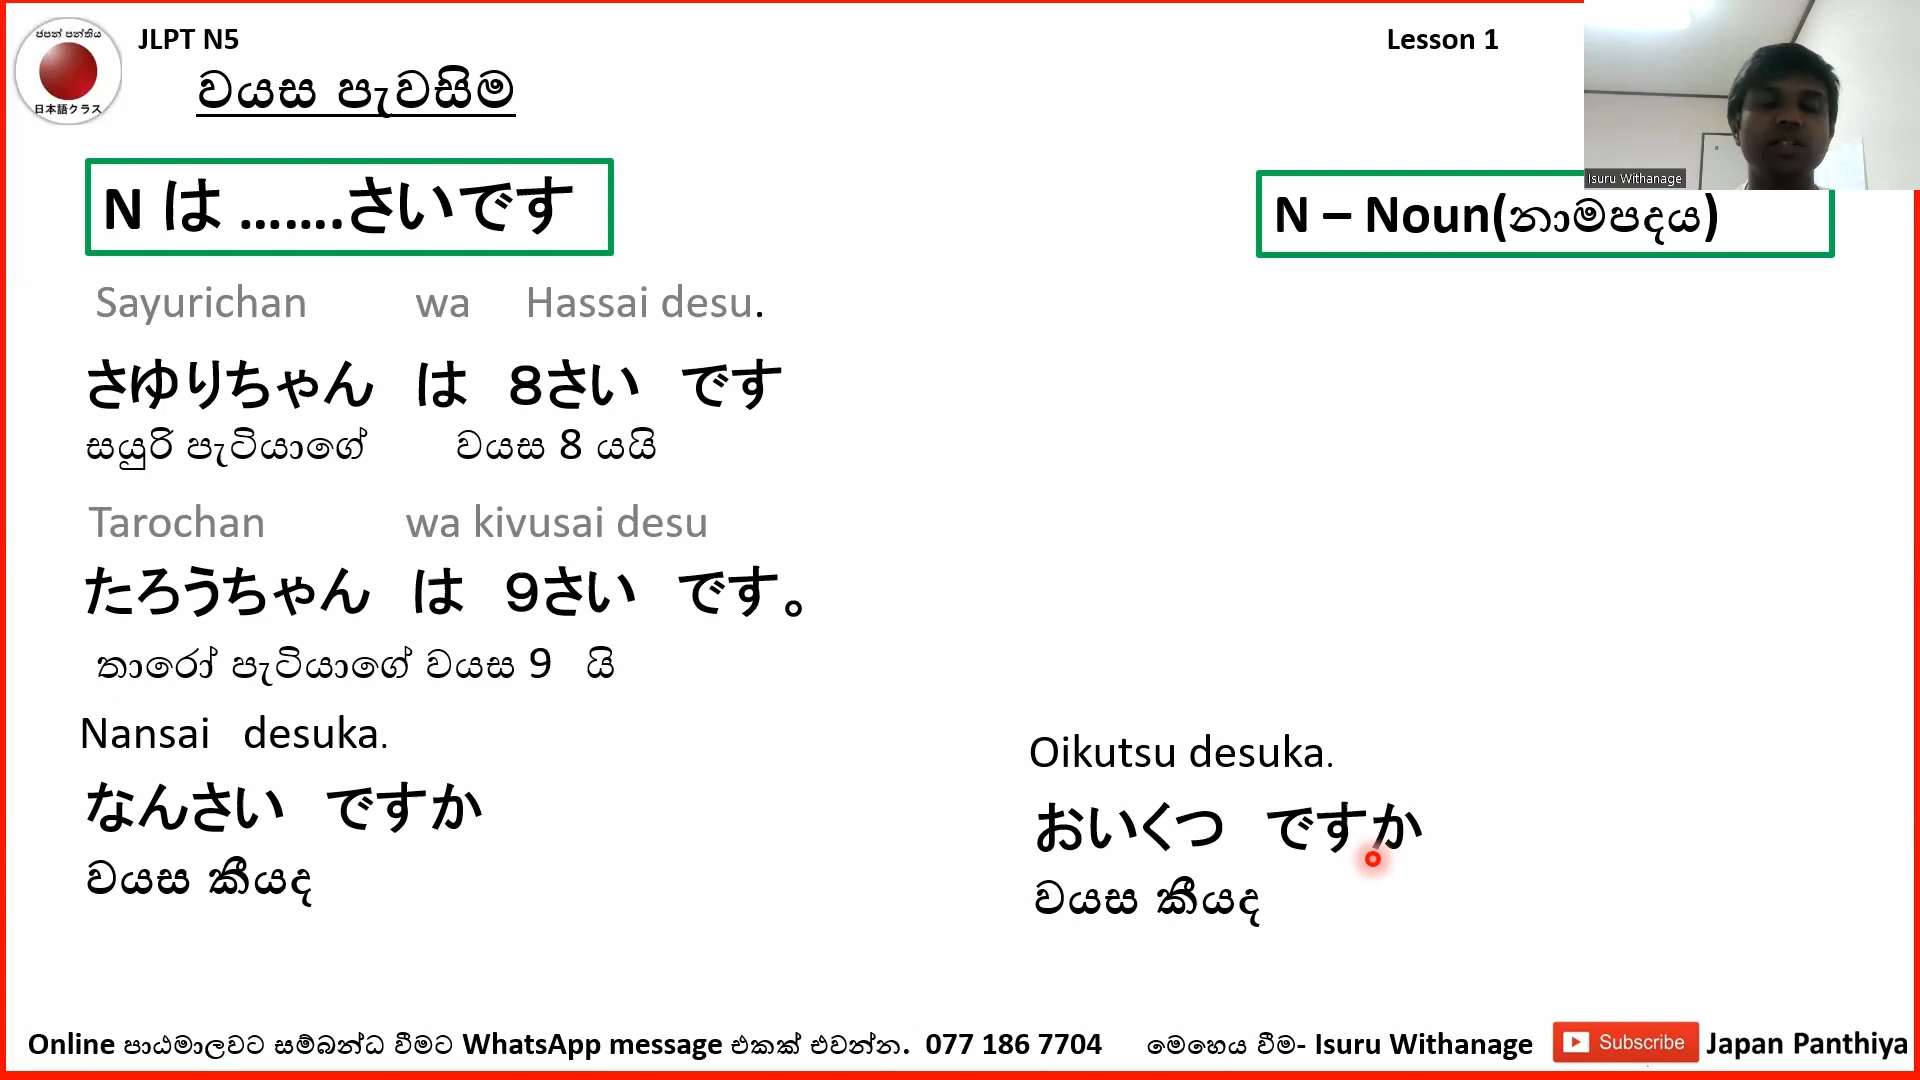 ජපන් පන්තිය
日本語クラス
JLPT N5
Lesson 1
වයස පැවසිම
Isuru Withanage
N は .......さいです
N – Noun(නාමපදය)
Sayurichan wa Hassai desu.
さゆりちゃん は 8さい です
සයුරි පැටියාගේ වයස 8 යයි
Tarochan wa kivusai desu
たろうちゃん は 9さい です。
තාරෝ පැටියාගේ වයස 9 යි
Nansai desuka.
なんさい ですか
වයස කීයද
Oikutsu desuka.
おいくつ ですか
වයස කීයද
Online පාඨමාලවට සම්බන්ධ වීමට WhatsApp message එකක් එවන්න. 077 186 7704 මෙහෙය වීම- Isuru Withanage Subscribe Japan Panthiya